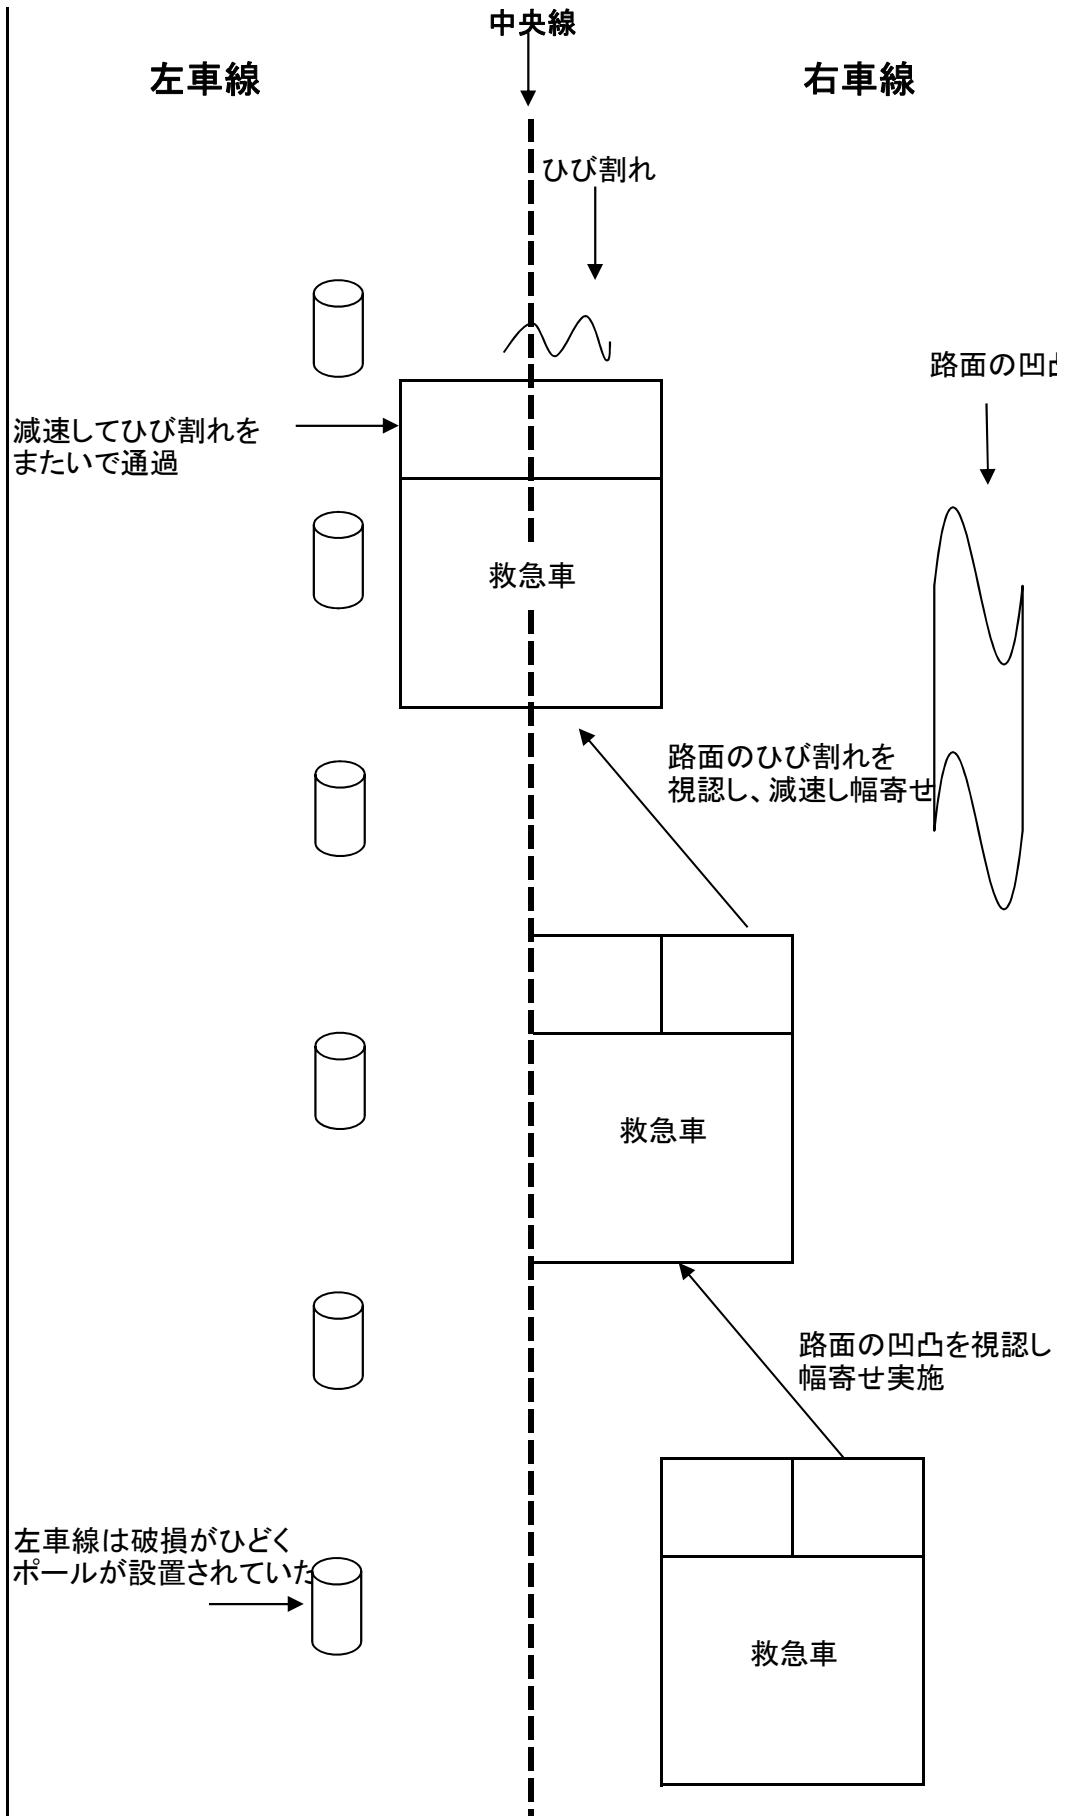 中央線
左車線
右車線
ひび割れ
路面の凹凸
減速してひび割れを
またいで通過
救急車
路面のひび割れを
視認し、減速し幅寄せ
救急車
路面の凹凸を視認し
幅寄せ実施
左車線は破損がひどく
ポールが設置されていた
救急車